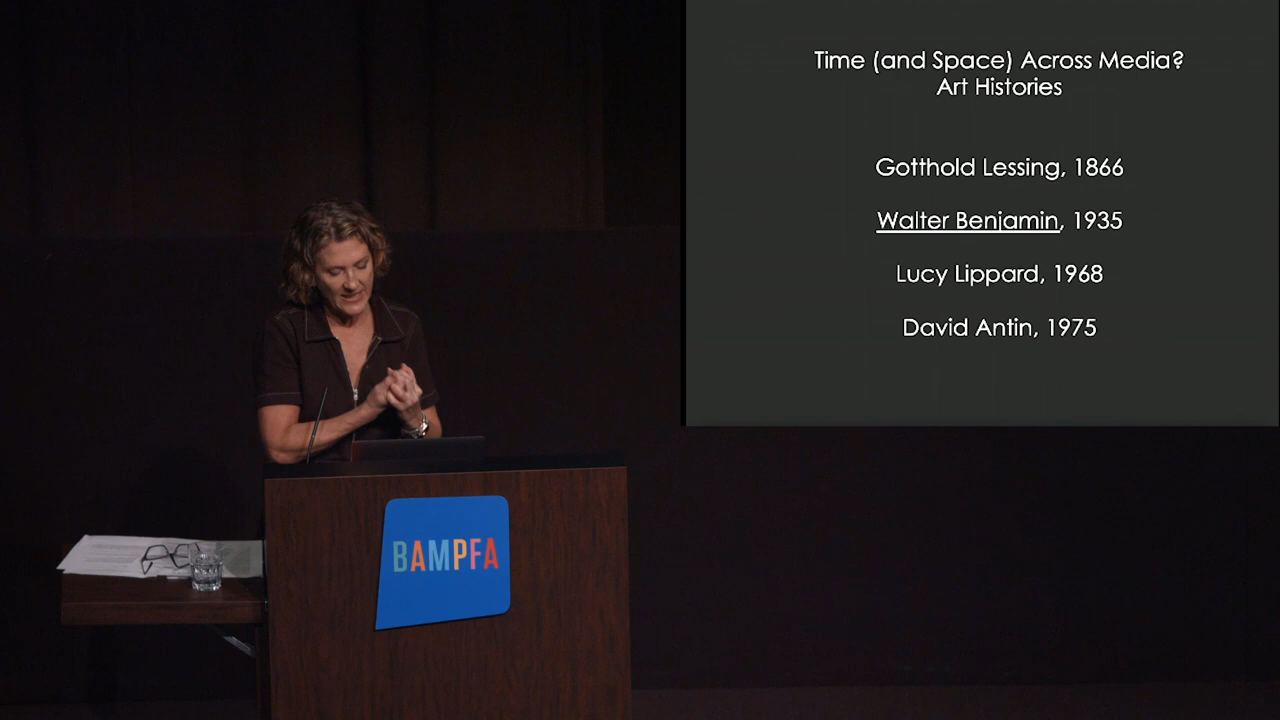 Time (and Space) Across Media?
Art Histories
Gotthold Lessing, 1866
Walter Benjamin, 1935
Lucy Lippard, 1968
David Antin, 1975
BAMPFA